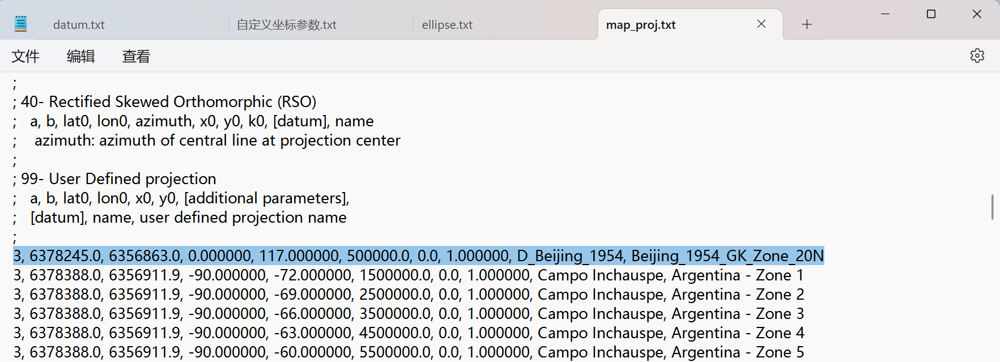 datum.txt 自定义坐标参数.txt ellipse.txt map_proj.txt
文件 编辑 查看
;
; 40- Rectified Skewed Orthomorphic (RSO)
;   a, b, lat0, lon0, azimuth, x0, y0, k0, [datum], name
;    azimuth: azimuth of central line at projection center
;
; 99- User Defined projection
;   a, b, lat0, lon0, x0, y0, [additional parameters],
;   [datum], name, user defined projection name
;
3, 6378245.0, 6356863.0, 0.000000, 117.000000, 500000.0, 0.0, 1.000000, D_Beijing_1954, Beijing_1954_GK_Zone_20N
3, 6378388.0, 6356911.9, -90.000000, -72.000000, 1500000.0, 0.0, 1.000000, Campo Inchauspe, Argentina - Zone 1
3, 6378388.0, 6356911.9, -90.000000, -69.000000, 2500000.0, 0.0, 1.000000, Campo Inchauspe, Argentina - Zone 2
3, 6378388.0, 6356911.9, -90.000000, -66.000000, 3500000.0, 0.0, 1.000000, Campo Inchauspe, Argentina - Zone 3
3, 6378388.0, 6356911.9, -90.000000, -63.000000, 4500000.0, 0.0, 1.000000, Campo Inchauspe, Argentina - Zone 4
3, 6378388.0, 6356911.9, -90.000000, -60.000000, 5500000.0, 0.0, 1.000000, Campo Inchauspe, Argentina - Zone 5